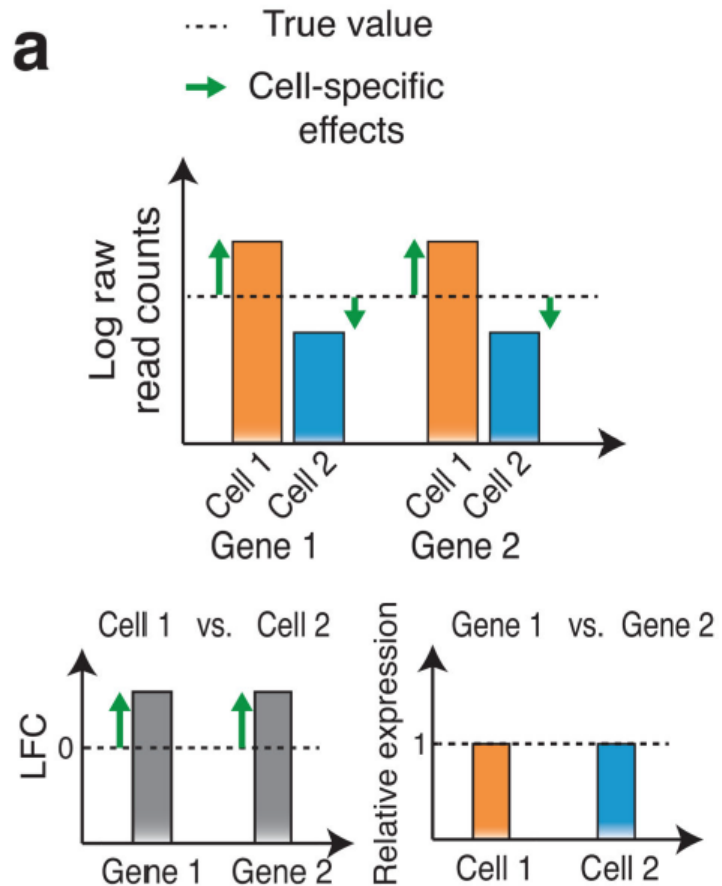 a
True value
Cell-specific
effects
Log raw
read counts
Cell 1
Cell 2
Cell 1
Cell 2
Gene 1
Gene 2
Cell 1 vs. Cell 2
LFC
0
Gene 1
Gene 2
Gene 1 vs. Gene 2
Relative expression
1
Cell 1
Cell 2